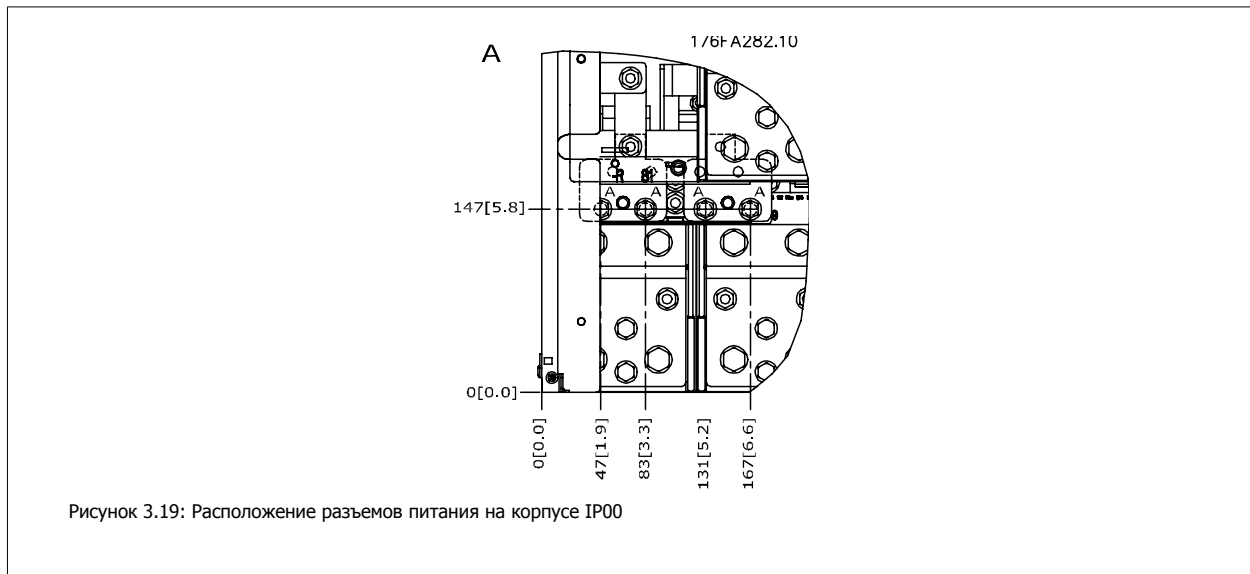 A
176FA282.10
-R 81
A A A A
147[5.8]
0[0.0]
0[0.0]
47[1.9]
83[3.3]
131[5.2]
167[6.6]
Рисунок 3.19: Расположение разъемов питания на корпусе IP00